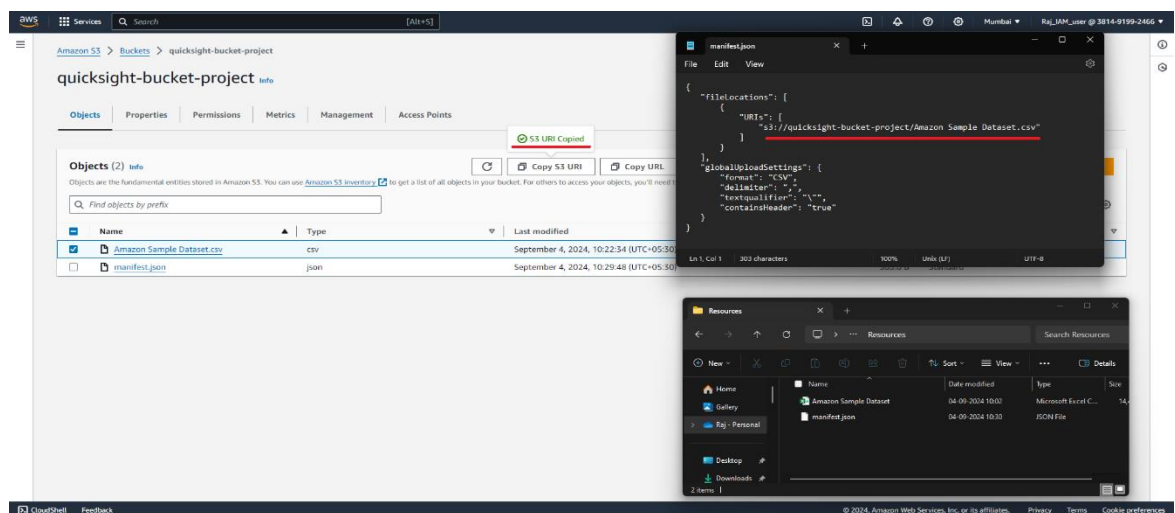 aws Services Search [Alt+S] Mumbai ▼ Raj_IAM_user @ 3814-9199-2466 ▼
Amazon S3 > Buckets > quicksight-bucket-project
quicksight-bucket-project Info
Objects Properties Permissions Metrics Management Access Points
S3 URI Copied
Objects (2) Info
Copy S3 URI Copy URL
Objects are the fundamental entities stored in Amazon S3. You can use Amazon S3 inventory to get a list of all objects in your bucket. For others to access your objects, you'll need t
Find objects by prefix
Name Type Last modified
Amazon Sample Dataset.csv csv September 4, 2024, 10:22:34 (UTC+05:30)
manifest.json json September 4, 2024, 10:29:48 (UTC+05:30)
manifest.json × +
File Edit View
{
"fileLocations": [
{
"URIs": [
"s3://quicksight-bucket-project/Amazon Sample Dataset.csv"
]
}
],
"globalUploadSettings": {
"format": "CSV",
"delimiter": ",",
"textqualifier": "\"",
"containsHeader": "true"
}
}
Ln 1, Col 1 303 characters 100% Unix (LF) UTF-8
Resources × +
Resources Search Resources
New Sort View ... Details
Name Date modified Type Size
Home
Gallery
Raj - Personal
Desktop
Downloads
Amazon Sample Dataset 04-09-2024 10:02 Microsoft Excel C... 14,
manifest.json 04-09-2024 10:30 JSON File
2 items
CloudShell Feedback © 2024, Amazon Web Services, Inc. or its affiliates. Privacy Terms Cookie preferences